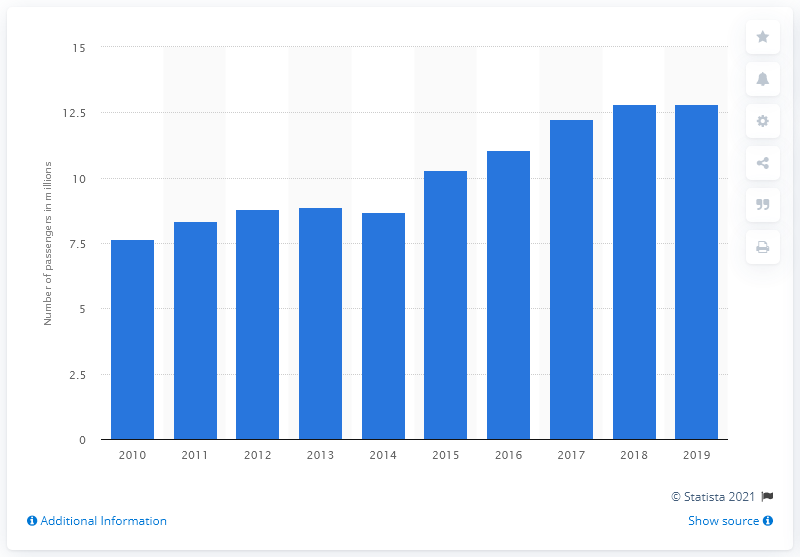 15
12.5
10
7.5
5
2.5
0
Number of passengers in millions
2010 2011 2012 2013 2014 2015 2016 2017 2018 2019
© Statista 2021
Additional Information
Show source